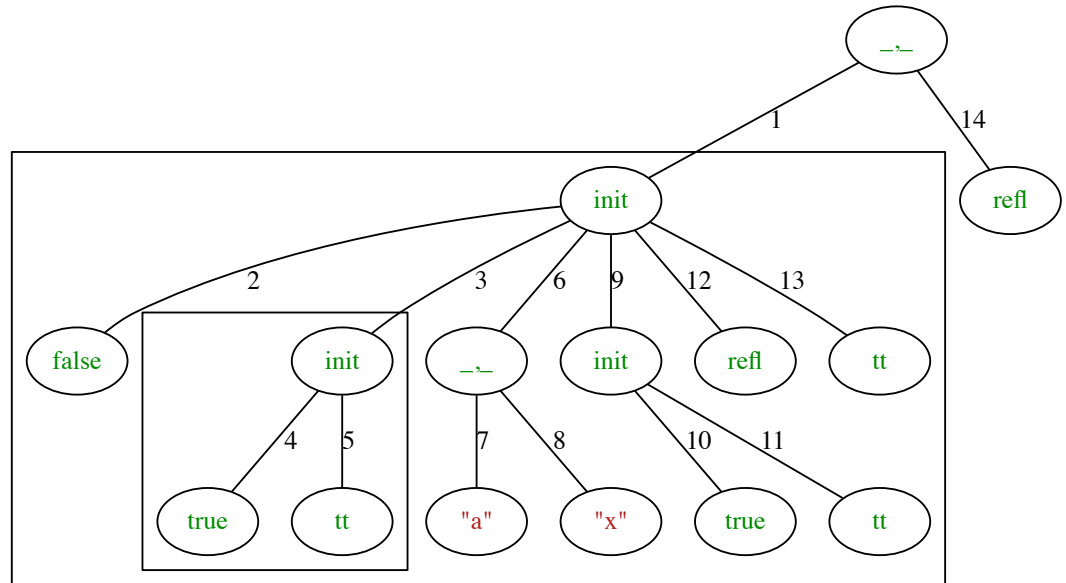 _,_
1 14
init refl
2 3 6 9 12 13
false init _,_ init refl tt
4 5 7 8 10 11
true tt "a" "x" true tt